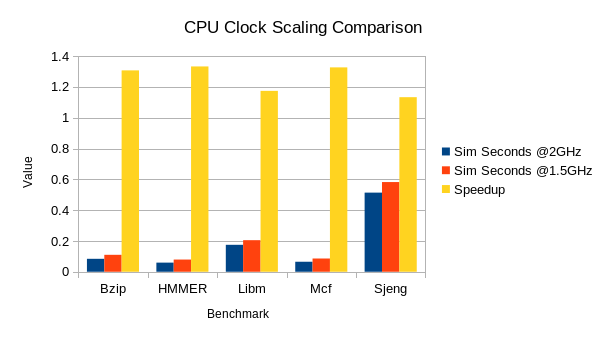 CPU Clock Scaling Comparison
1.4
1.2
1
0.8
0.6
0.4
0.2
0
Value
Bzip HMMER Libm Mcf Sjeng
Benchmark
Sim Seconds @2GHz
Sim Seconds @1.5GHz
Speedup